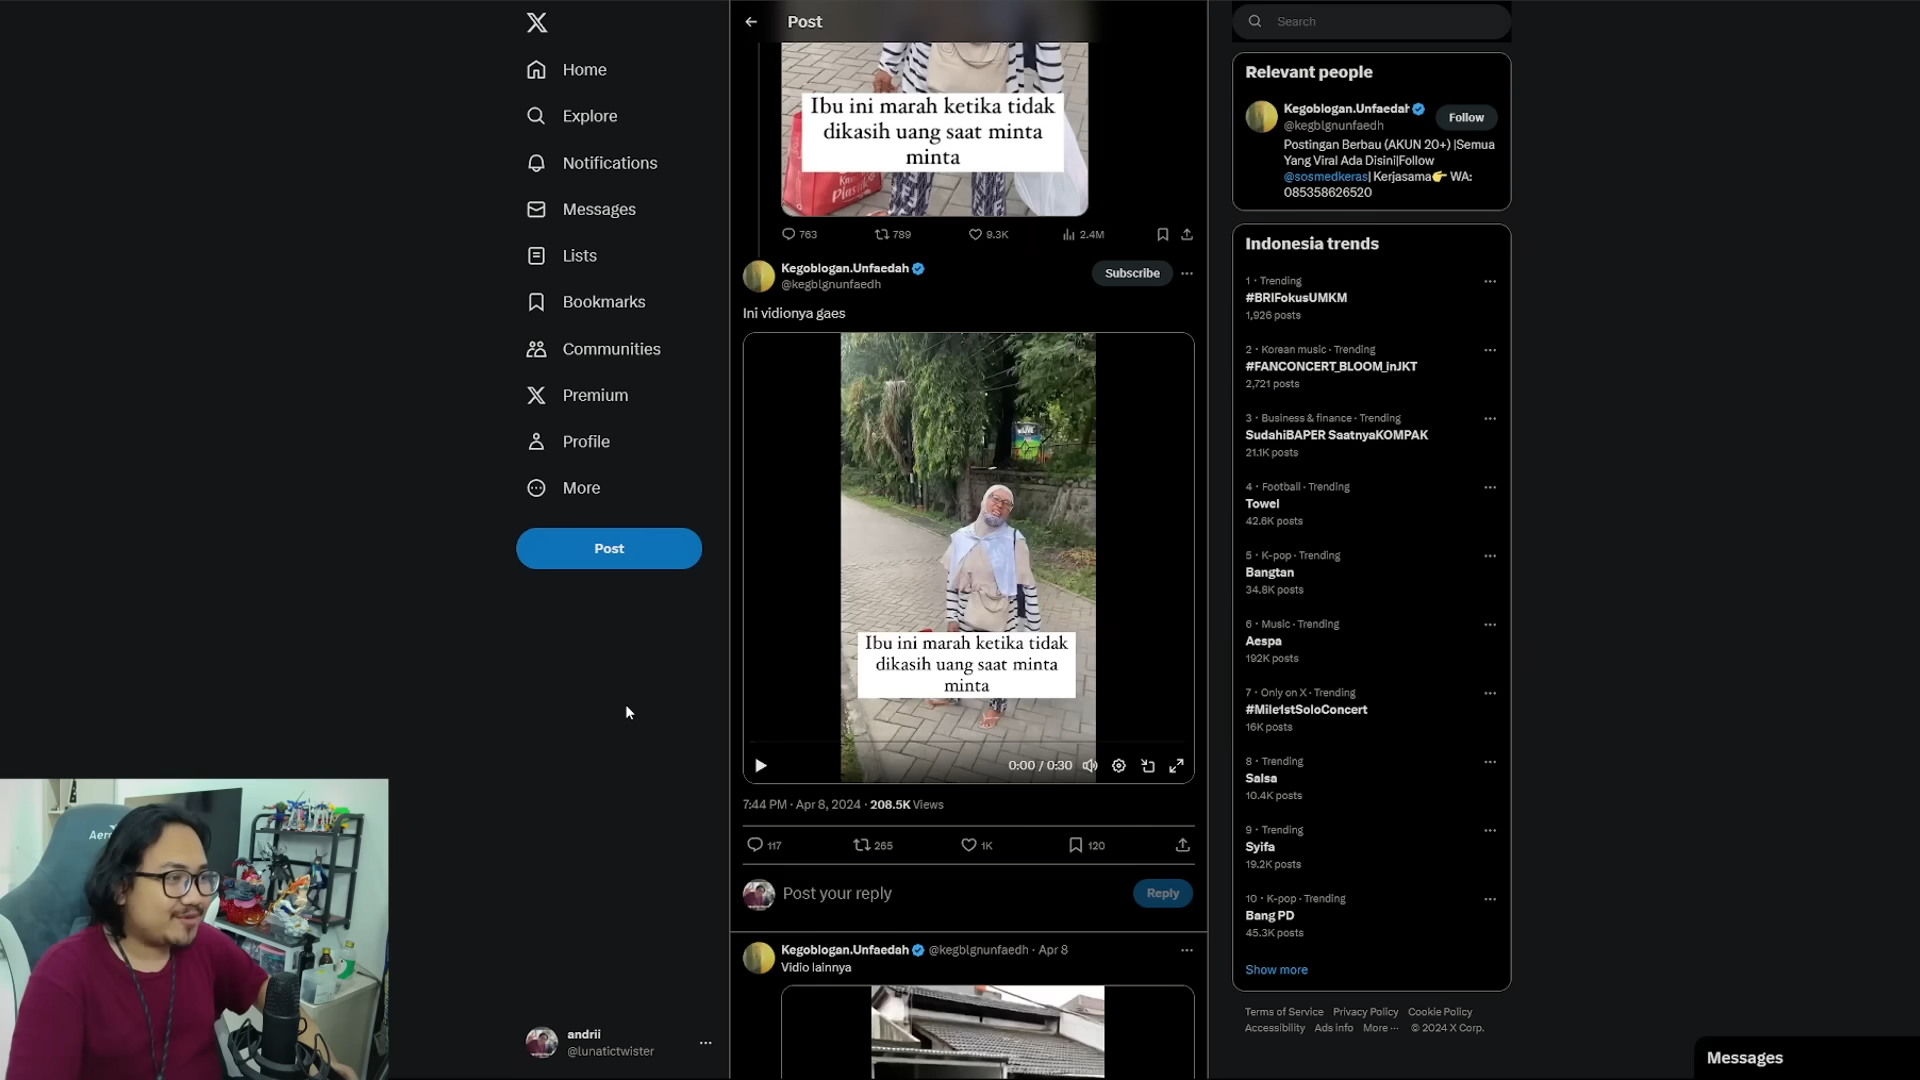 Home
Explore
Notifications
Messages
Lists
Bookmarks
Communities
Premium
Profile
More
Post
andrii
@lunatictwister
Post
Ibu ini marah ketika tidak
dikasih uang saat minta
minta
763 789 9.3K 2.4M
Kegoblogan.Unfaedah
@kegblgnunfaedh
Subscribe
Ini vidionya gaes
Ibu ini marah ketika tidak
dikasih uang saat minta
minta
0:00 / 0:30
7:44 PM · Apr 8, 2024 · 208.5K Views
117 265 1K 120
Post your reply
Reply
Kegoblogan.Unfaedah @kegblgnunfaedh · Apr 8
Vidio lainnya
Search
Relevant people
Kegoblogan.Unfaedah
@kegblgnunfaedh
Follow
Postingan Berbau (AKUN 20+) |Semua
Yang Viral Ada Disini|Follow
@sosmedkeras| Kerjasama👉 WA:
085358626520
Indonesia trends
1 · Trending
#BRIFokusUMKM
1,926 posts
2 · Korean music · Trending
#FANCONCERT_BLOOM_inJKT
2,721 posts
3 · Business & finance · Trending
SudahiBAPER SaatnyaKOMPAK
21.1K posts
4 · Football · Trending
Towel
42.6K posts
5 · K-pop · Trending
Bangtan
34.8K posts
6 · Music · Trending
Aespa
192K posts
7 · Only on X · Trending
#Mile1stSoloConcert
16K posts
8 · Trending
Salsa
10.4K posts
9 · Trending
Syifa
19.2K posts
10 · K-pop · Trending
Bang PD
45.3K posts
Show more
Terms of Service Privacy Policy Cookie Policy
Accessibility Ads info More ··· © 2024 X Corp.
Messages